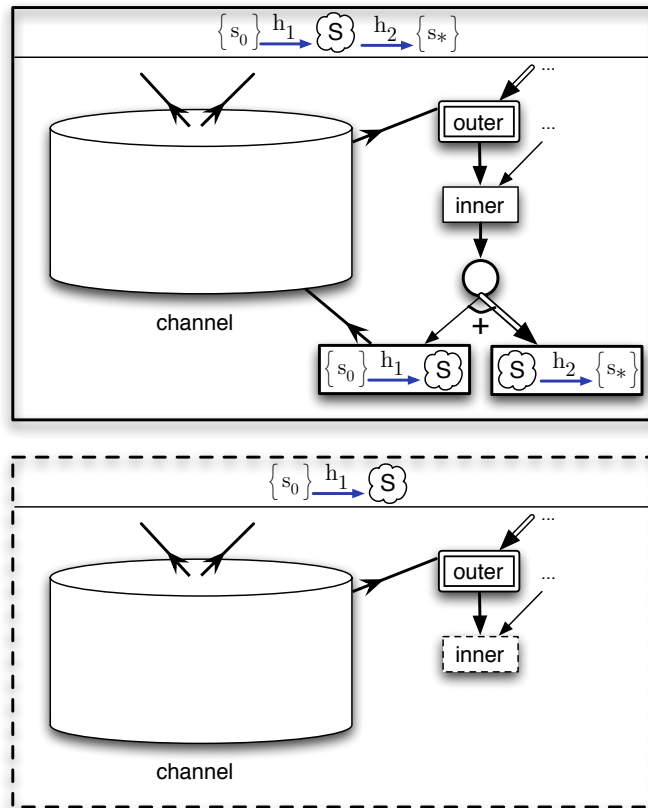 {s₀} h₁ S h₂ {s*}
...
outer
...
inner
channel
+
{s₀} h₁ S
S h₂ {s*}
{s₀} h₁ S
...
outer
...
inner
channel